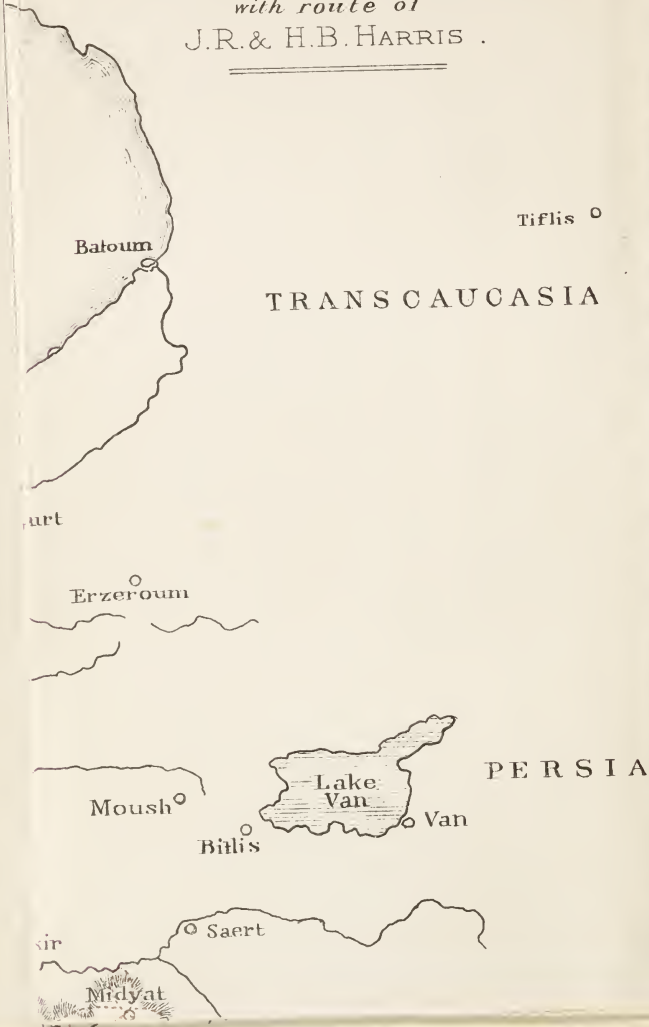 with route of
J.R. & H.B. HARRIS.
Tiflis
Batoum
TRANSCAUCASIA
Erzeroum
PERSIA
Lake
Van
Moush
Van
Bitlis
Saert
Midyat